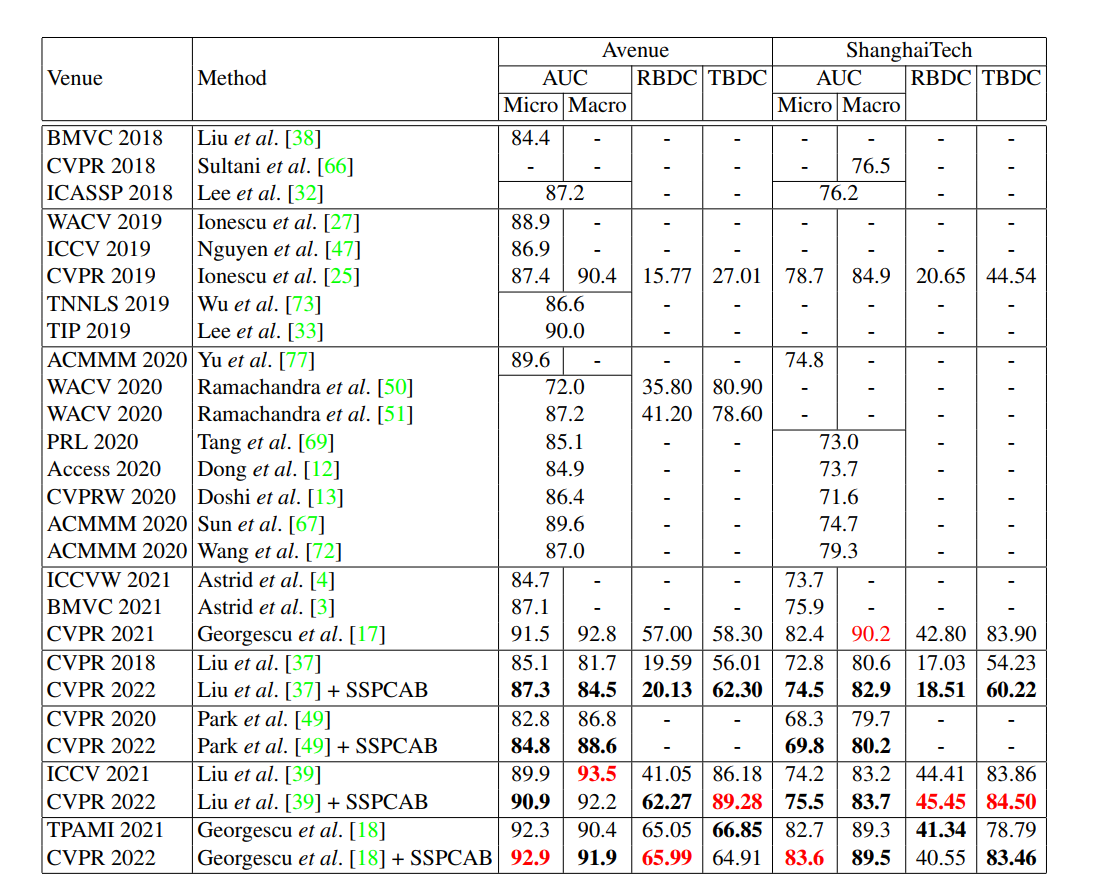 Avenue ShanghaiTech
Venue Method AUC RBDC TBDC AUC RBDC TBDC
Micro Macro Micro Macro
BMVC 2018 Liu et al. [38] 84.4 - - - - - - -
CVPR 2018 Sultani et al. [66] - - - - - 76.5 - -
ICASSP 2018 Lee et al. [32] 87.2 - - 76.2 - -
WACV 2019 Ionescu et al. [27] 88.9 - - - - - - -
ICCV 2019 Nguyen et al. [47] 86.9 - - - - - - -
CVPR 2019 Ionescu et al. [25] 87.4 90.4 15.77 27.01 78.7 84.9 20.65 44.54
TNNLS 2019 Wu et al. [73] 86.6 - - - - - -
TIP 2019 Lee et al. [33] 90.0 - - - - - -
ACMMM 2020 Yu et al. [77] 89.6 - - - 74.8 - - -
WACV 2020 Ramachandra et al. [50] 72.0 35.80 80.90 - - - -
WACV 2020 Ramachandra et al. [51] 87.2 41.20 78.60 - - - -
PRL 2020 Tang et al. [69] 85.1 - - 73.0 - -
Access 2020 Dong et al. [12] 84.9 - - 73.7 - -
CVPRW 2020 Doshi et al. [13] 86.4 - - 71.6 - -
ACMMM 2020 Sun et al. [67] 89.6 - - 74.7 - -
ACMMM 2020 Wang et al. [72] 87.0 - - 79.3 - -
ICCVW 2021 Astrid et al. [4] 84.7 - - - 73.7 - - -
BMVC 2021 Astrid et al. [3] 87.1 - - - 75.9 - - -
CVPR 2021 Georgescu et al. [17] 91.5 92.8 57.00 58.30 82.4 90.2 42.80 83.90
CVPR 2018 Liu et al. [37] 85.1 81.7 19.59 56.01 72.8 80.6 17.03 54.23
CVPR 2022 Liu et al. [37] + SSPCAB 87.3 84.5 20.13 62.30 74.5 82.9 18.51 60.22
CVPR 2020 Park et al. [49] 82.8 86.8 - - 68.3 79.7 - -
CVPR 2022 Park et al. [49] + SSPCAB 84.8 88.6 - - 69.8 80.2 - -
ICCV 2021 Liu et al. [39] 89.9 93.5 41.05 86.18 74.2 83.2 44.41 83.86
CVPR 2022 Liu et al. [39] + SSPCAB 90.9 92.2 62.27 89.28 75.5 83.7 45.45 84.50
TPAMI 2021 Georgescu et al. [18] 92.3 90.4 65.05 66.85 82.7 89.3 41.34 78.79
CVPR 2022 Georgescu et al. [18] + SSPCAB 92.9 91.9 65.99 64.91 83.6 89.5 40.55 83.46